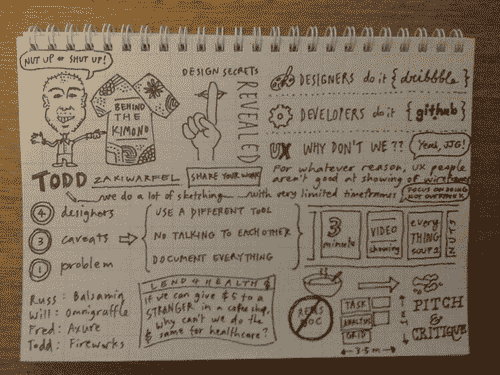 NUT UP or SHUT UP!
BEHIND
THE
KIMONO
TODD
ZAKI WARFEL
DESIGN SECRETS
REVEALED
SHARE YOUR WORK
DESIGNERS do it {dribbble}
DEVELOPERS do it {github}
UX WHY DON'T WE??
Yeah, JJG!
For whatever reason, UX people
aren't good at showing of wireframes
we do a lot of sketching with very limited timeframes
FOCUS ON DOING
NOT OVERTHINK
4 designers
3 caveats
1 problem
USE A DIFFERENT TOOL
NO TALKING TO EACH OTHER
DOCUMENT EVERYTHING
3
minute
VIDEO
showing
every
THING
NUTS
Russ: Balsamiq
Will: Omnigraffle
Fred: Axure
Todd: Fireworks
LEND 4 HEALTH
If we can give $5 to a
STRANGER in a coffee shop,
why can't we do the
same for healthcare?
REQS
DOC
TASK
ANALYSIS
GRID
3-5m
PITCH
&
CRITIQUE